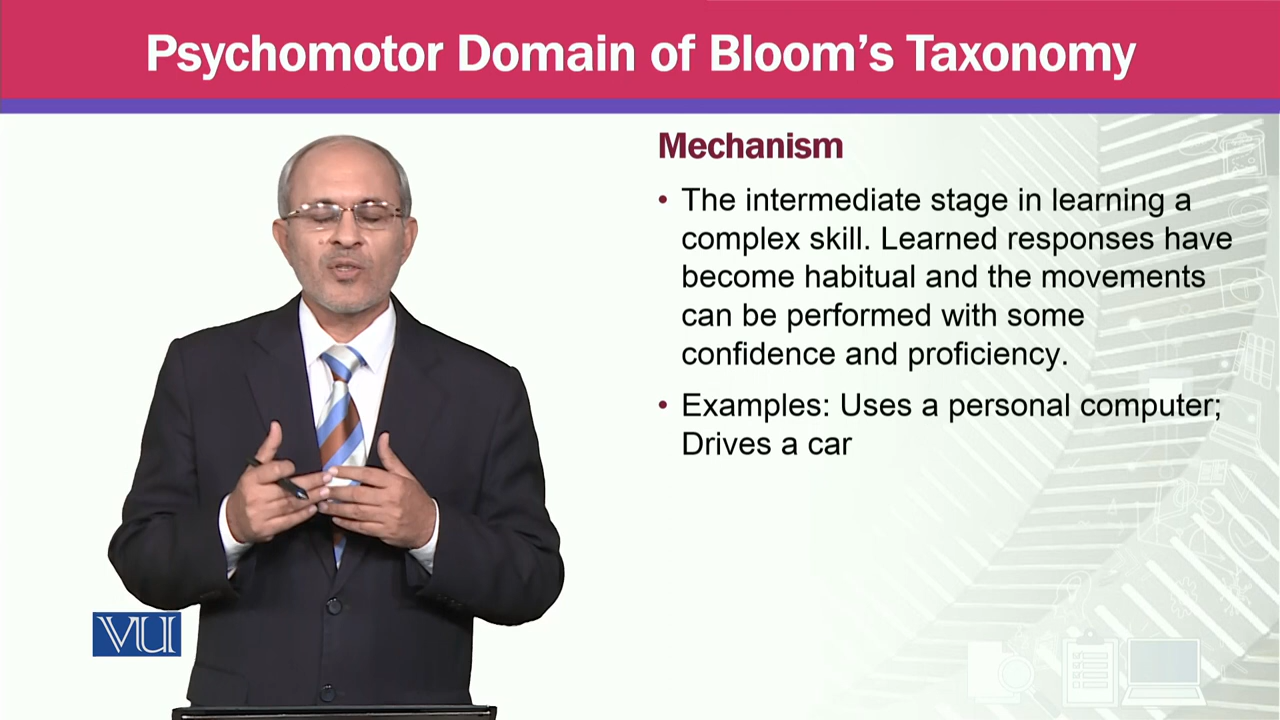 Psychomotor Domain of Bloom's Taxonomy
Mechanism
• The intermediate stage in learning a
complex skill. Learned responses have
become habitual and the movements
can be performed with some
confidence and proficiency.
• Examples: Uses a personal computer;
Drives a car
VU